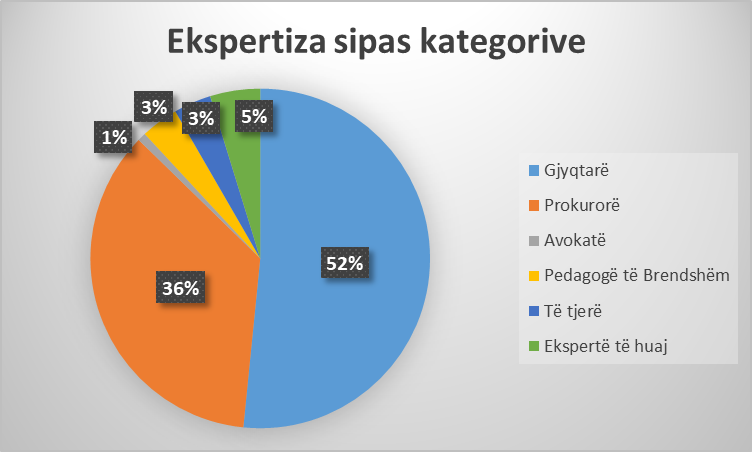 Ekspertiza sipas kategorive
3%
3%
5%
1%
52%
36%
Gjyqtarë
Prokurorë
Avokatë
Pedagogë të Brendshëm
Të tjerë
Ekspertë të huaj